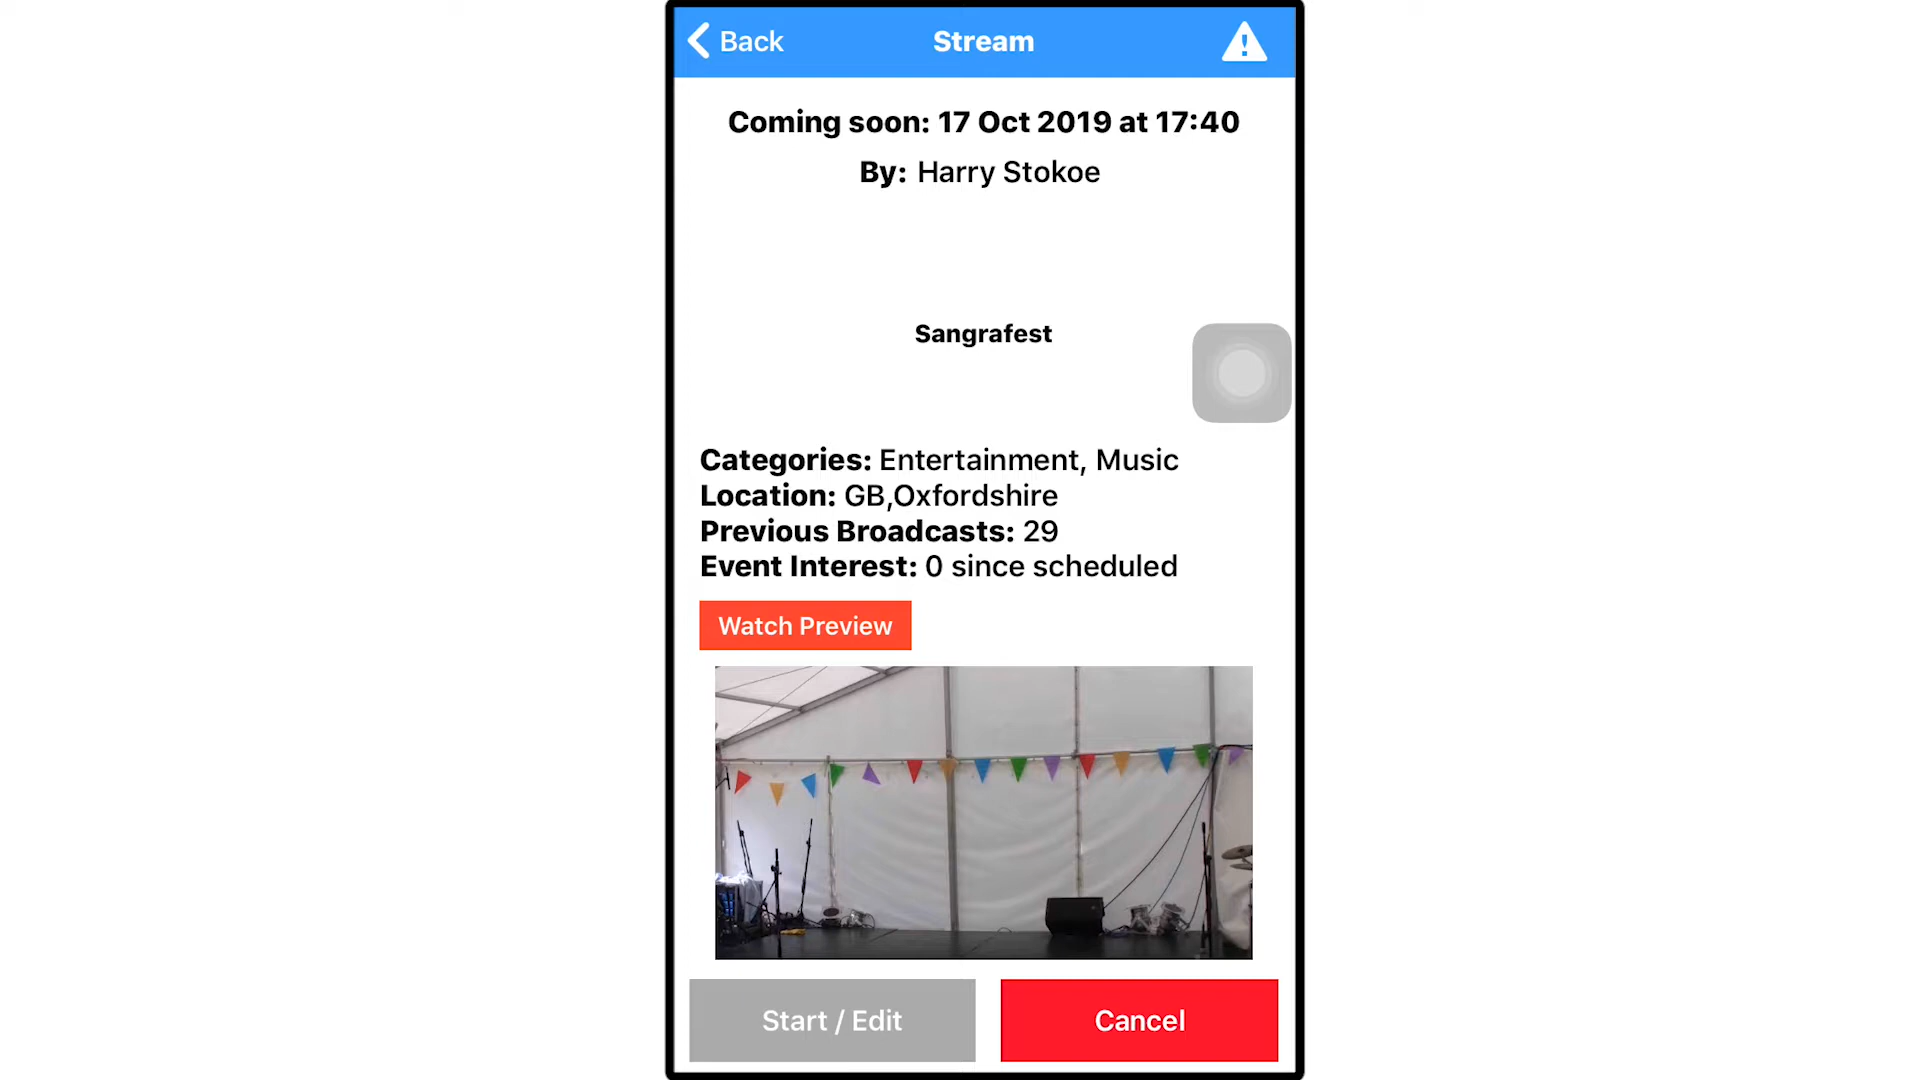 Back
Stream
Coming soon: 17 Oct 2019 at 17:40
By: Harry Stokoe
Sangrafest
Categories: Entertainment, Music
Location: GB,Oxfordshire
Previous Broadcasts: 29
Event Interest: 0 since scheduled
Watch Preview
Start / Edit
Cancel